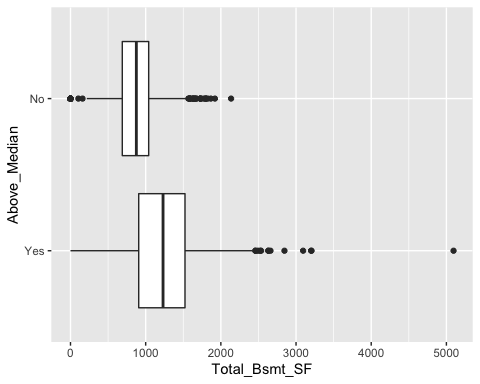 No
Yes
Above_Median
0 1000 2000 3000 4000 5000
Total_Bsmt_SF